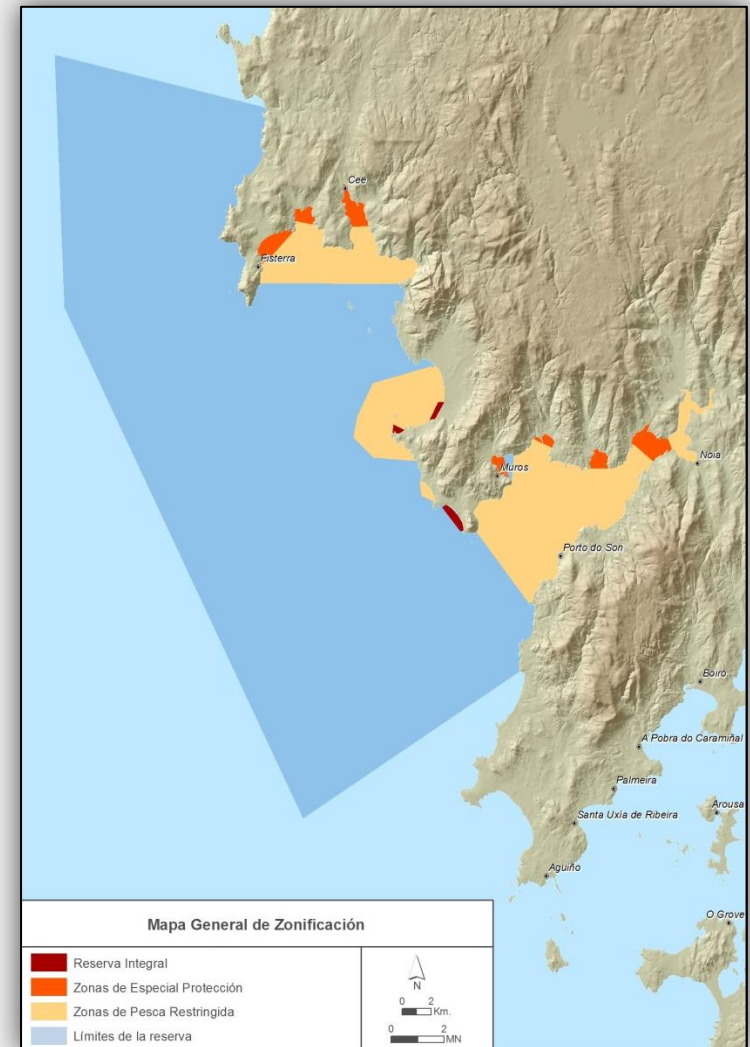 Cee
Fisterra
Muros
Noia
Porto do Son
Boiro
A Pobra do Caramiñal
Palmeira
Arousa
Santa Uxía de Ribeira
Aguiño
O Grove
Mapa General de Zonificación
Reserva Integral
Zonas de Especial Protección
Zonas de Pesca Restringida
Límites de la reserva
N
0 2
Km.
0 2
MN